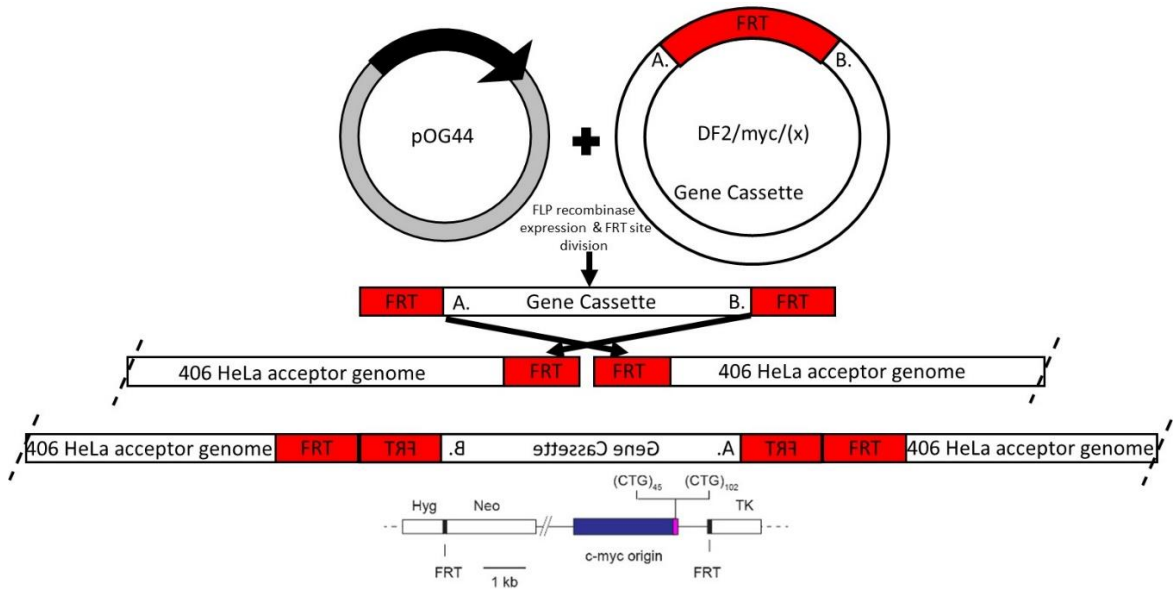 FRT
A. B.
pOG44
DF2/myc/(x)
Gene Cassette
FLP recombinase
expression & FRT site
division
FRT A. Gene Cassette B. FRT
406 HeLa acceptor genome FRT FRT 406 HeLa acceptor genome
406 HeLa acceptor genome FRT FRT B. Gene Cassette A. FRT FRT 406 HeLa acceptor genome
(CTG)45 (CTG)102
Hyg Neo TK
c-myc origin
FRT FRT
1 kb